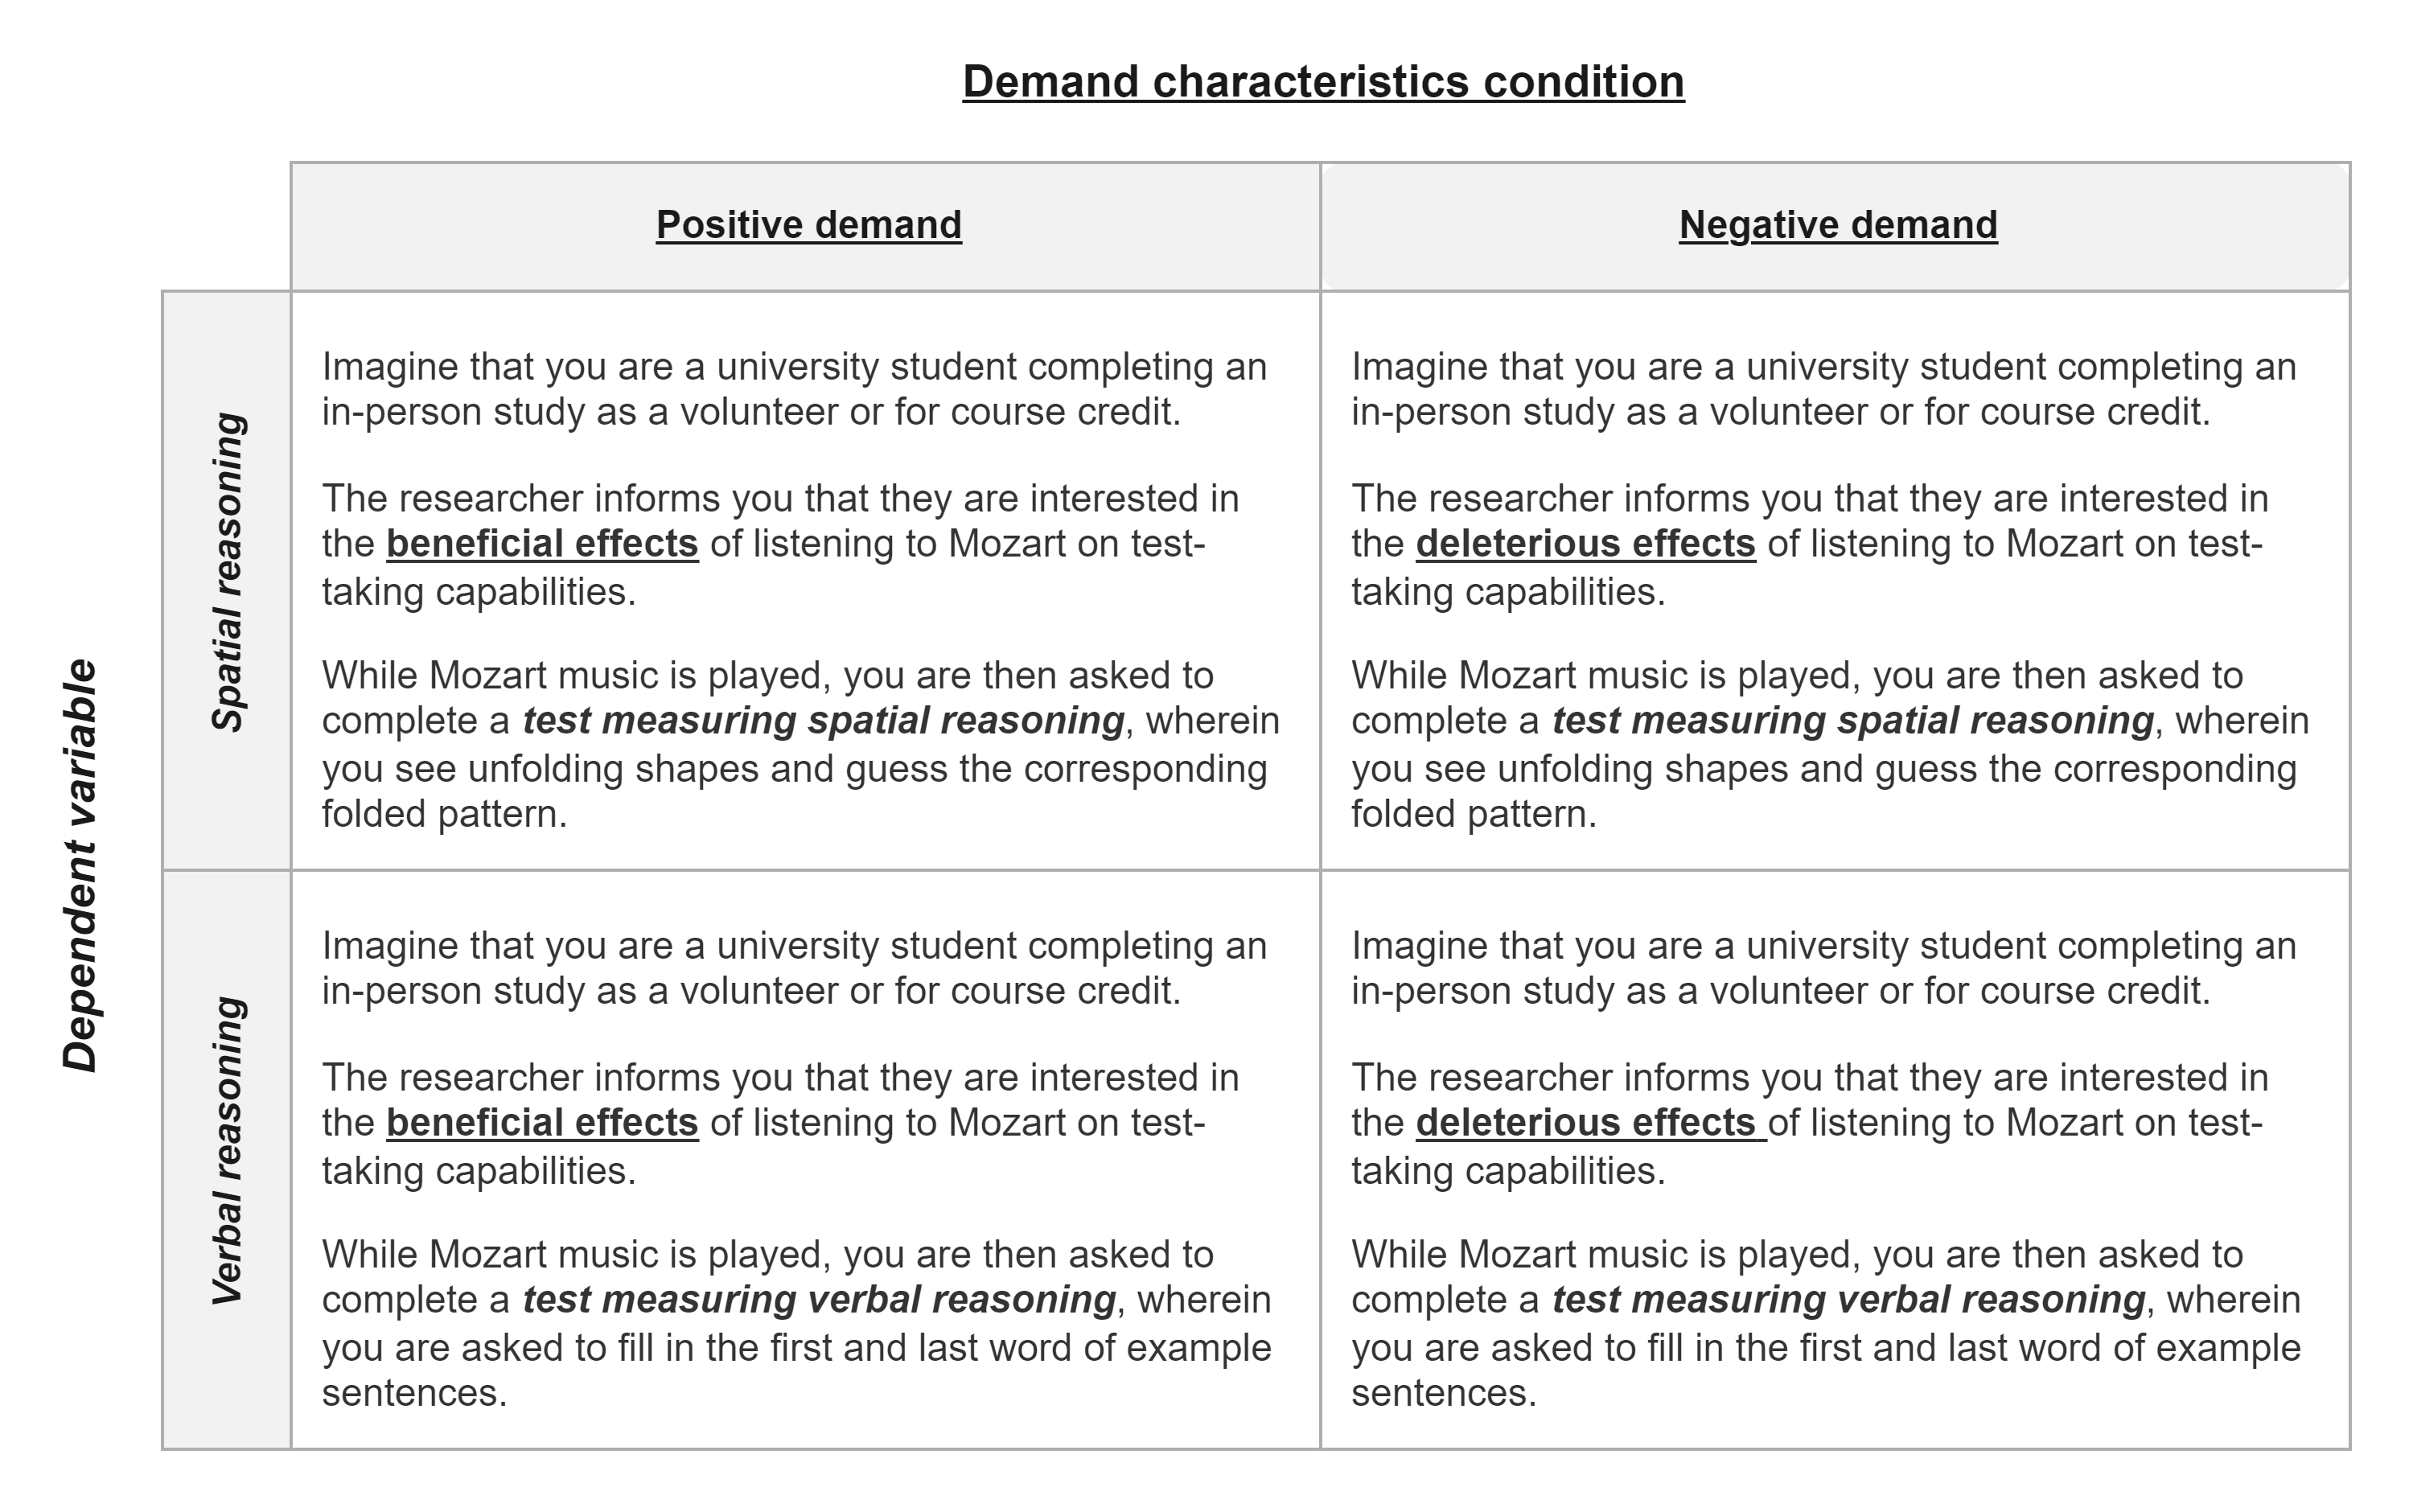 Demand characteristics condition
Positive demand
Negative demand
Dependent variable
Spatial reasoning
Imagine that you are a university student completing an
in-person study as a volunteer or for course credit.
The researcher informs you that they are interested in
the beneficial effects of listening to Mozart on test-
taking capabilities.
While Mozart music is played, you are then asked to
complete a test measuring spatial reasoning, wherein
you see unfolding shapes and guess the corresponding
folded pattern.
Imagine that you are a university student completing an
in-person study as a volunteer or for course credit.
The researcher informs you that they are interested in
the deleterious effects of listening to Mozart on test-
taking capabilities.
While Mozart music is played, you are then asked to
complete a test measuring spatial reasoning, wherein
you see unfolding shapes and guess the corresponding
folded pattern.
Verbal reasoning
Imagine that you are a university student completing an
in-person study as a volunteer or for course credit.
The researcher informs you that they are interested in
the beneficial effects of listening to Mozart on test-
taking capabilities.
While Mozart music is played, you are then asked to
complete a test measuring verbal reasoning, wherein
you are asked to fill in the first and last word of example
sentences.
Imagine that you are a university student completing an
in-person study as a volunteer or for course credit.
The researcher informs you that they are interested in
the deleterious effects of listening to Mozart on test-
taking capabilities.
While Mozart music is played, you are then asked to
complete a test measuring verbal reasoning, wherein
you are asked to fill in the first and last word of example
sentences.